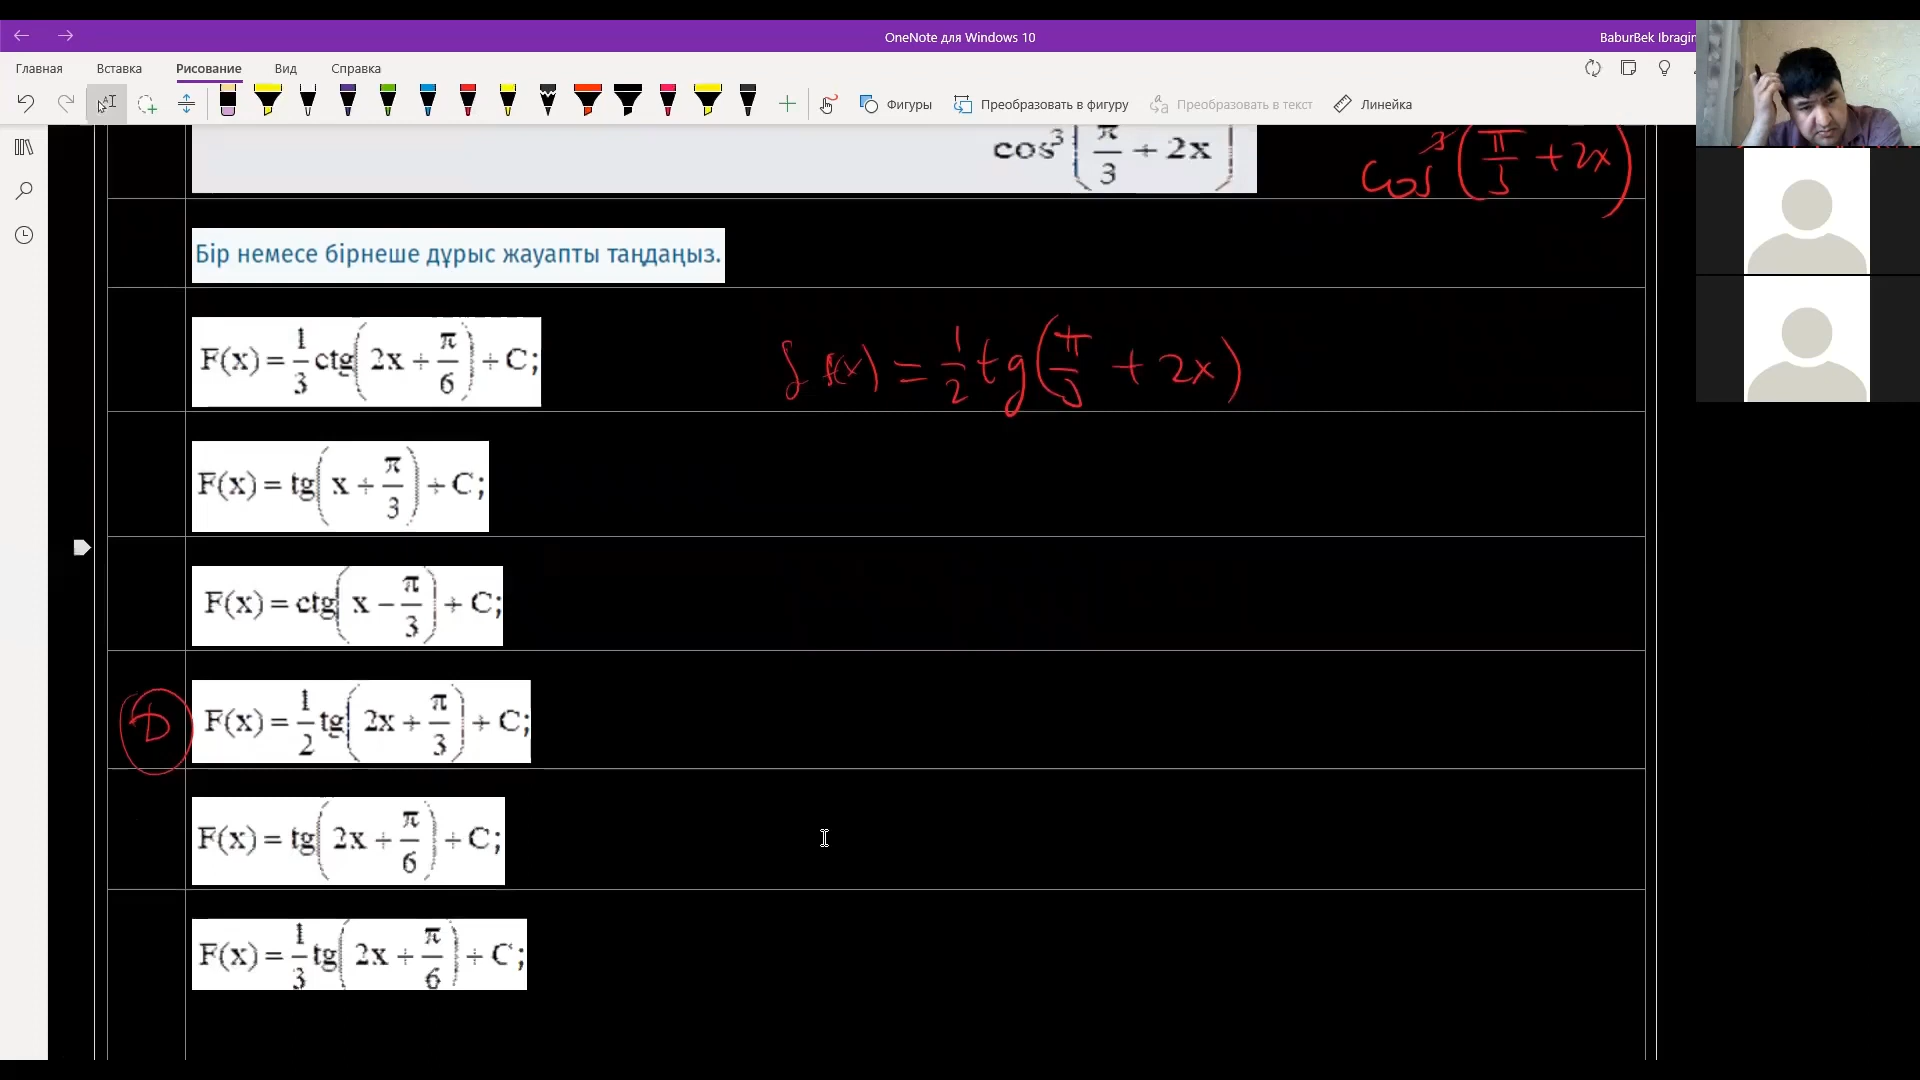 OneNote для Windows 10
BaburBek Ibragim
Главная Вставка Рисование Вид Справка
Фигуры Преобразовать в фигуру Преобразовать в текст Линейка
cos³(π/3 + 2x)
cos³(π/3 + 2x)
Бір немесе бірнеше дұрыс жауапты таңдаңыз.
F(x) = 1/3 ctg(2x + π/6) + C;
∫ f(x) = 1/2 tg(π/3 + 2x)
F(x) = tg(x + π/3) + C;
F(x) = ctg(x − π/3) + C;
D F(x) = 1/2 tg(2x + π/3) + C;
F(x) = tg(2x + π/6) + C;
F(x) = 1/3 tg(2x + π/6) + C;